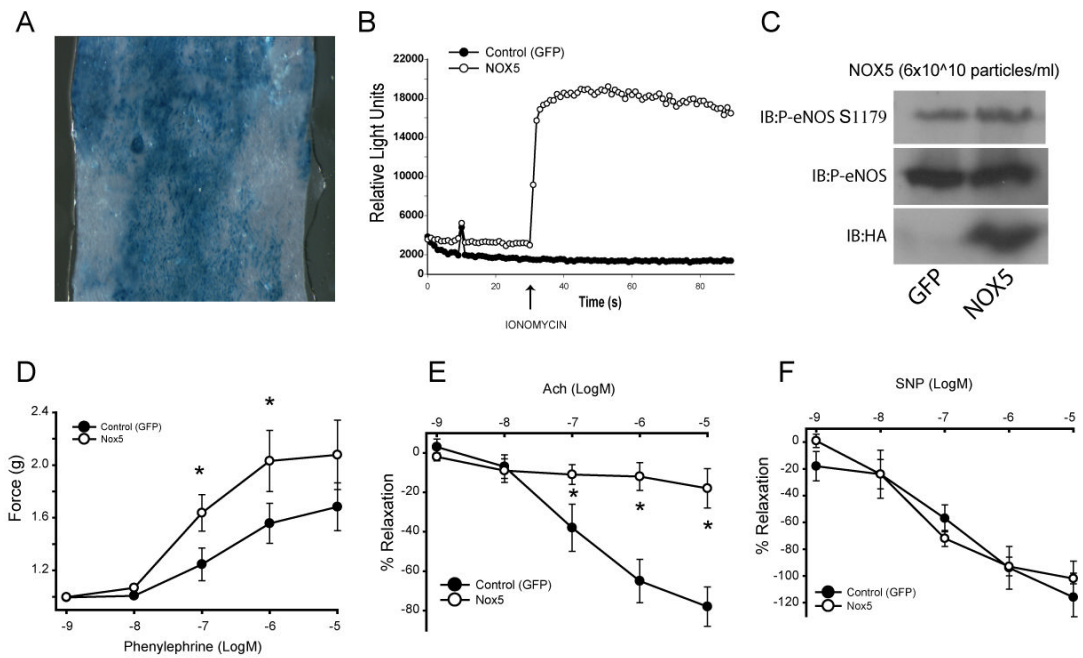 A
B
Control (GFP)
NOX5
22000
18000
14000
10000
6000
2000
0
Relative Light Units
0
20
40
60
80
Time (s)
IONOMYCIN
C
NOX5 (6x10^10 particles/ml)
IB:P-eNOS S1179
IB:P-eNOS
IB:HA
GFP
NOX5
D
Control (GFP)
Nox5
2.4
2.0
1.6
1.2
1.0
Force (g)
*
*
-9
-8
-7
-6
-5
Phenylephrine (LogM)
E
Ach (LogM)
-9
-8
-7
-6
-5
0
-20
-40
-60
-80
% Relaxation
*
*
*
Control (GFP)
Nox5
F
SNP (LogM)
-9
-8
-7
-6
-5
0
-20
-40
-60
-80
-100
-120
% Relaxation
Control (GFP)
Nox5